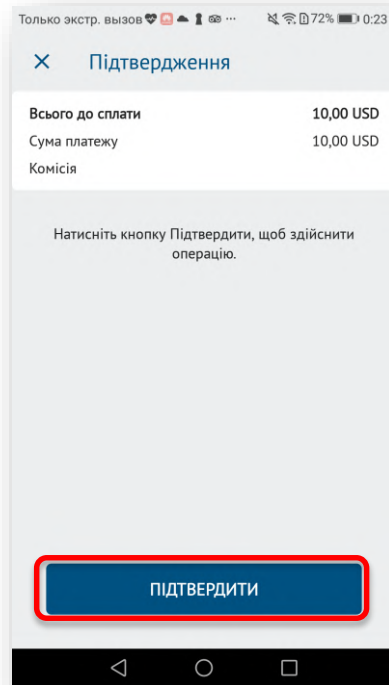 Только экстр. вызов ... 72% 0:23
× Підтвердження
Всього до сплати 10,00 USD
Сума платежу 10,00 USD
Комісія
Натисніть кнопку Підтвердити, щоб здійснити
операцію.
ПІДТВЕРДИТИ